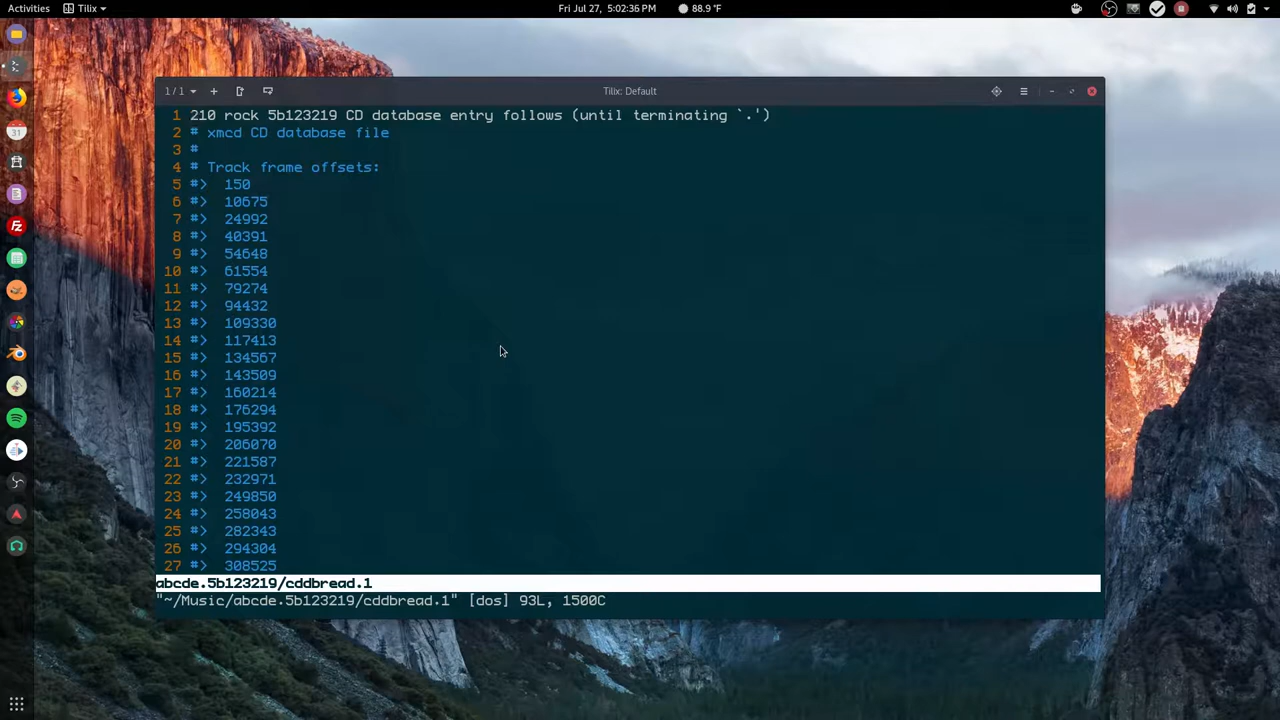 Activities Tilix Fri Jul 27, 5:02:36 PM 88.9 °F
1 / 1 Tilix: Default
1 210 rock 5b123219 CD database entry follows (until terminating `.')
2 # xmcd CD database file
3 #
4 # Track frame offsets:
5 #> 150
6 #> 10675
7 #> 24992
8 #> 40391
9 #> 54648
10 #> 61554
11 #> 79274
12 #> 94432
13 #> 109330
14 #> 117413
15 #> 134567
16 #> 143509
17 #> 160214
18 #> 176294
19 #> 195392
20 #> 206070
21 #> 221587
22 #> 232971
23 #> 249850
24 #> 258043
25 #> 282343
26 #> 294304
27 #> 308525
abcde.5b123219/cddbread.1
"~/Music/abcde.5b123219/cddbread.1" [dos] 93L, 1500C
31
FZ